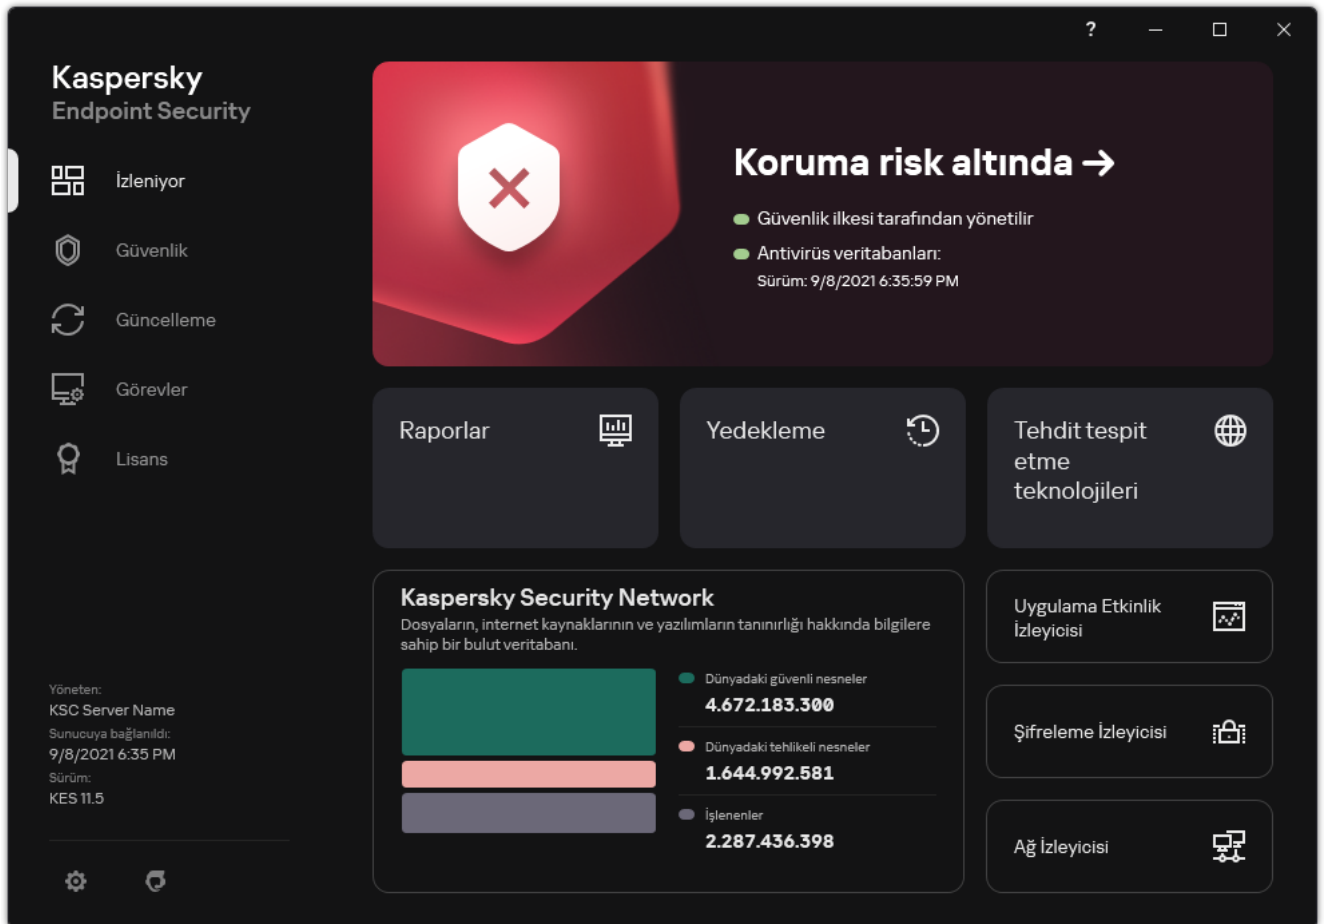 ?
Kaspersky
Endpoint Security
İzleniyor
Güvenlik
Güncelleme
Görevler
Lisans
Yöneten:
KSC Server Name
Sunucuya bağlanıldı:
9/8/2021 6:35 PM
Sürüm:
KES 11.5
Koruma risk altında →
Güvenlik ilkesi tarafından yönetilir
Antivirüs veritabanları:
Sürüm: 9/8/2021 6:35:59 PM
Raporlar
Yedekleme
Tehdit tespit
etme
teknolojileri
Kaspersky Security Network
Dosyaların, internet kaynaklarının ve yazılımların tanınırlığı hakkında bilgilere
sahip bir bulut veritabanı.
Dünyadaki güvenli nesneler
4.672.183.300
Dünyadaki tehlikeli nesneler
1.644.992.581
İşlenenler
2.287.436.398
Uygulama Etkinlik
İzleyicisi
Şifreleme İzleyicisi
Ağ İzleyicisi